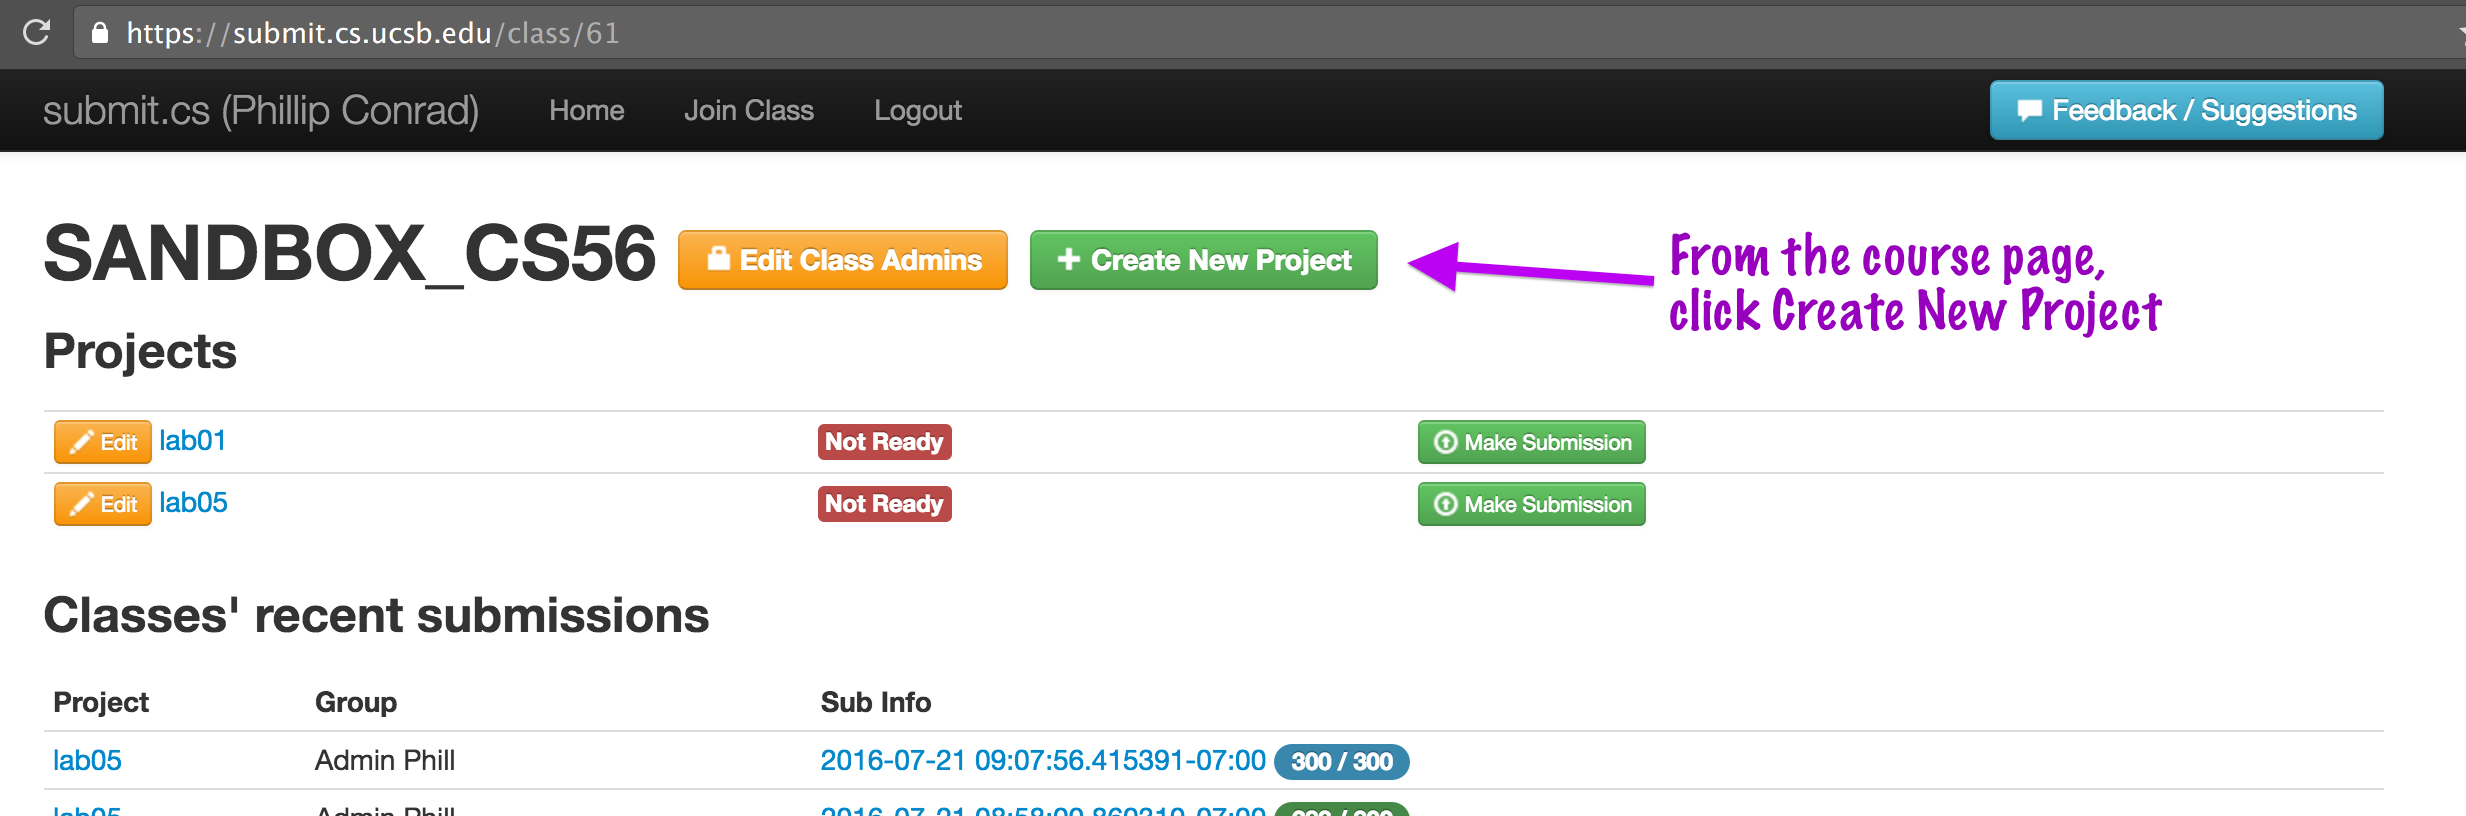 https://submit.cs.ucsb.edu/class/61
submit.cs (Phillip Conrad) Home Join Class Logout Feedback / Suggestions
SANDBOX_CS56 Edit Class Admins + Create New Project
From the course page,
click Create New Project
Projects
Edit lab01 Not Ready Make Submission
Edit lab05 Not Ready Make Submission
Classes' recent submissions
Project Group Sub Info
lab05 Admin Phill 2016-07-21 09:07:56.415391-07:00 300 / 300
lab05 Admin Phill